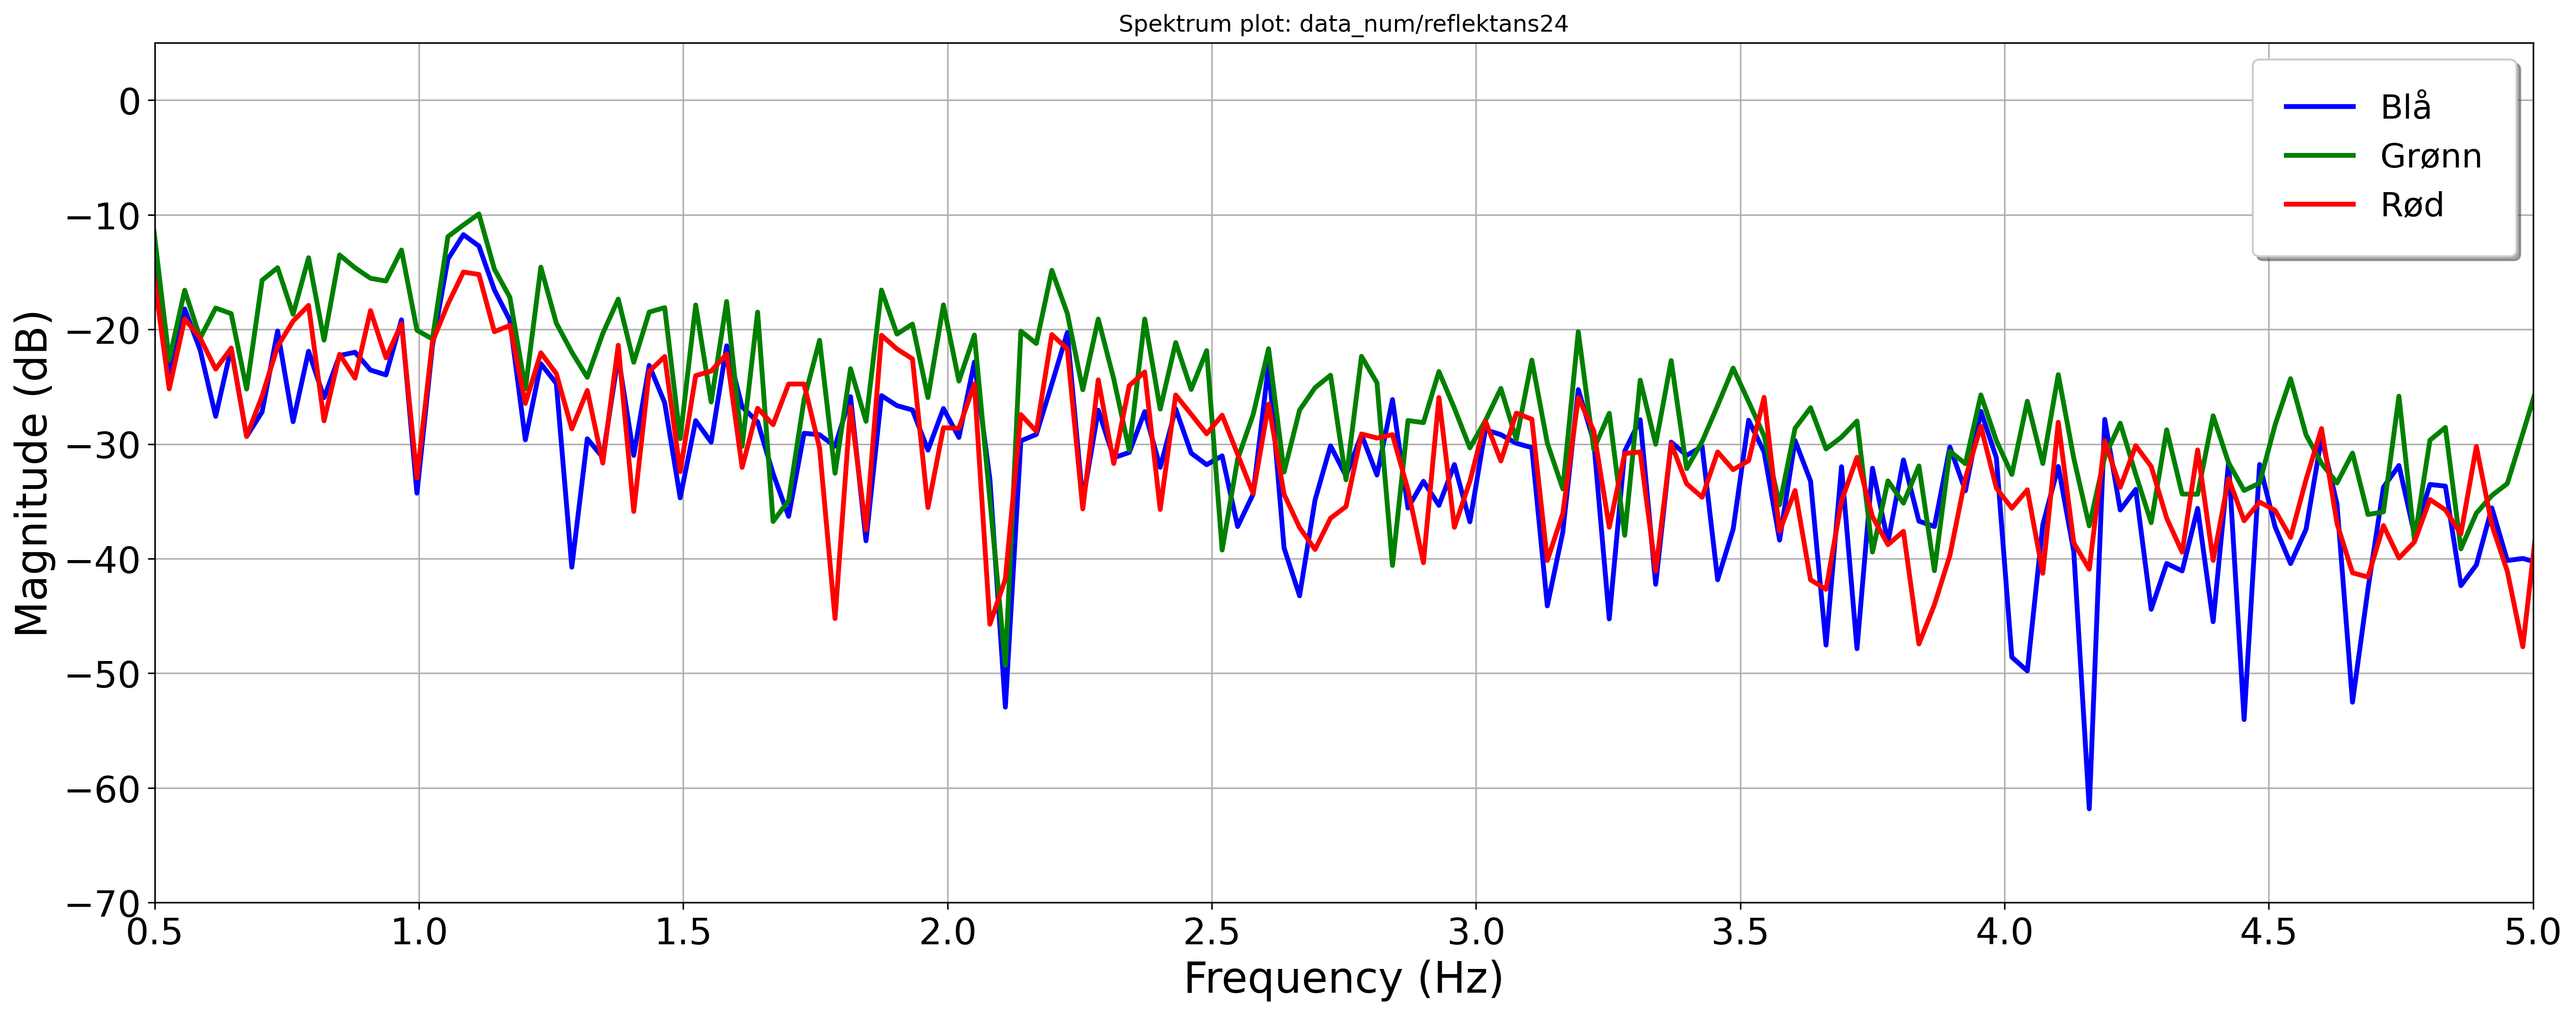 Spektrum plot: data_num/reflektans24
Magnitude (dB)
0
−10
−20
−30
−40
−50
−60
−70
Blå
Grønn
Rød
0.5 1.0 1.5 2.0 2.5 3.0 3.5 4.0 4.5 5.0
Frequency (Hz)